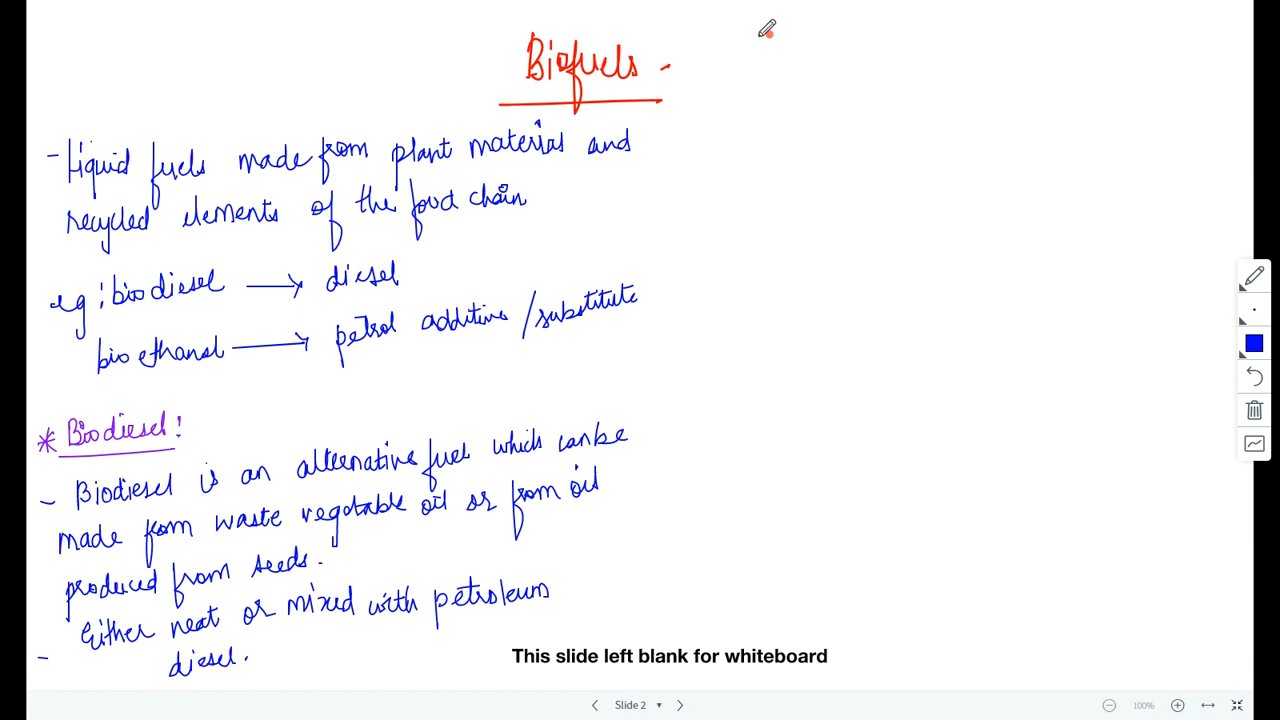 Biofuels -
- Liquid fuels made from plant materials and
recycled elements of the food chain
eg : biodiesel → diesel
bio ethanol → petrol additive / substitute
* Biodiesel :
- Biodiesel is an alternative fuel which can be
made from waste vegetable oil or from oil
produced from seeds.
- Either neat or mixed with petroleum
diesel.
This slide left blank for whiteboard
Slide 2
100%